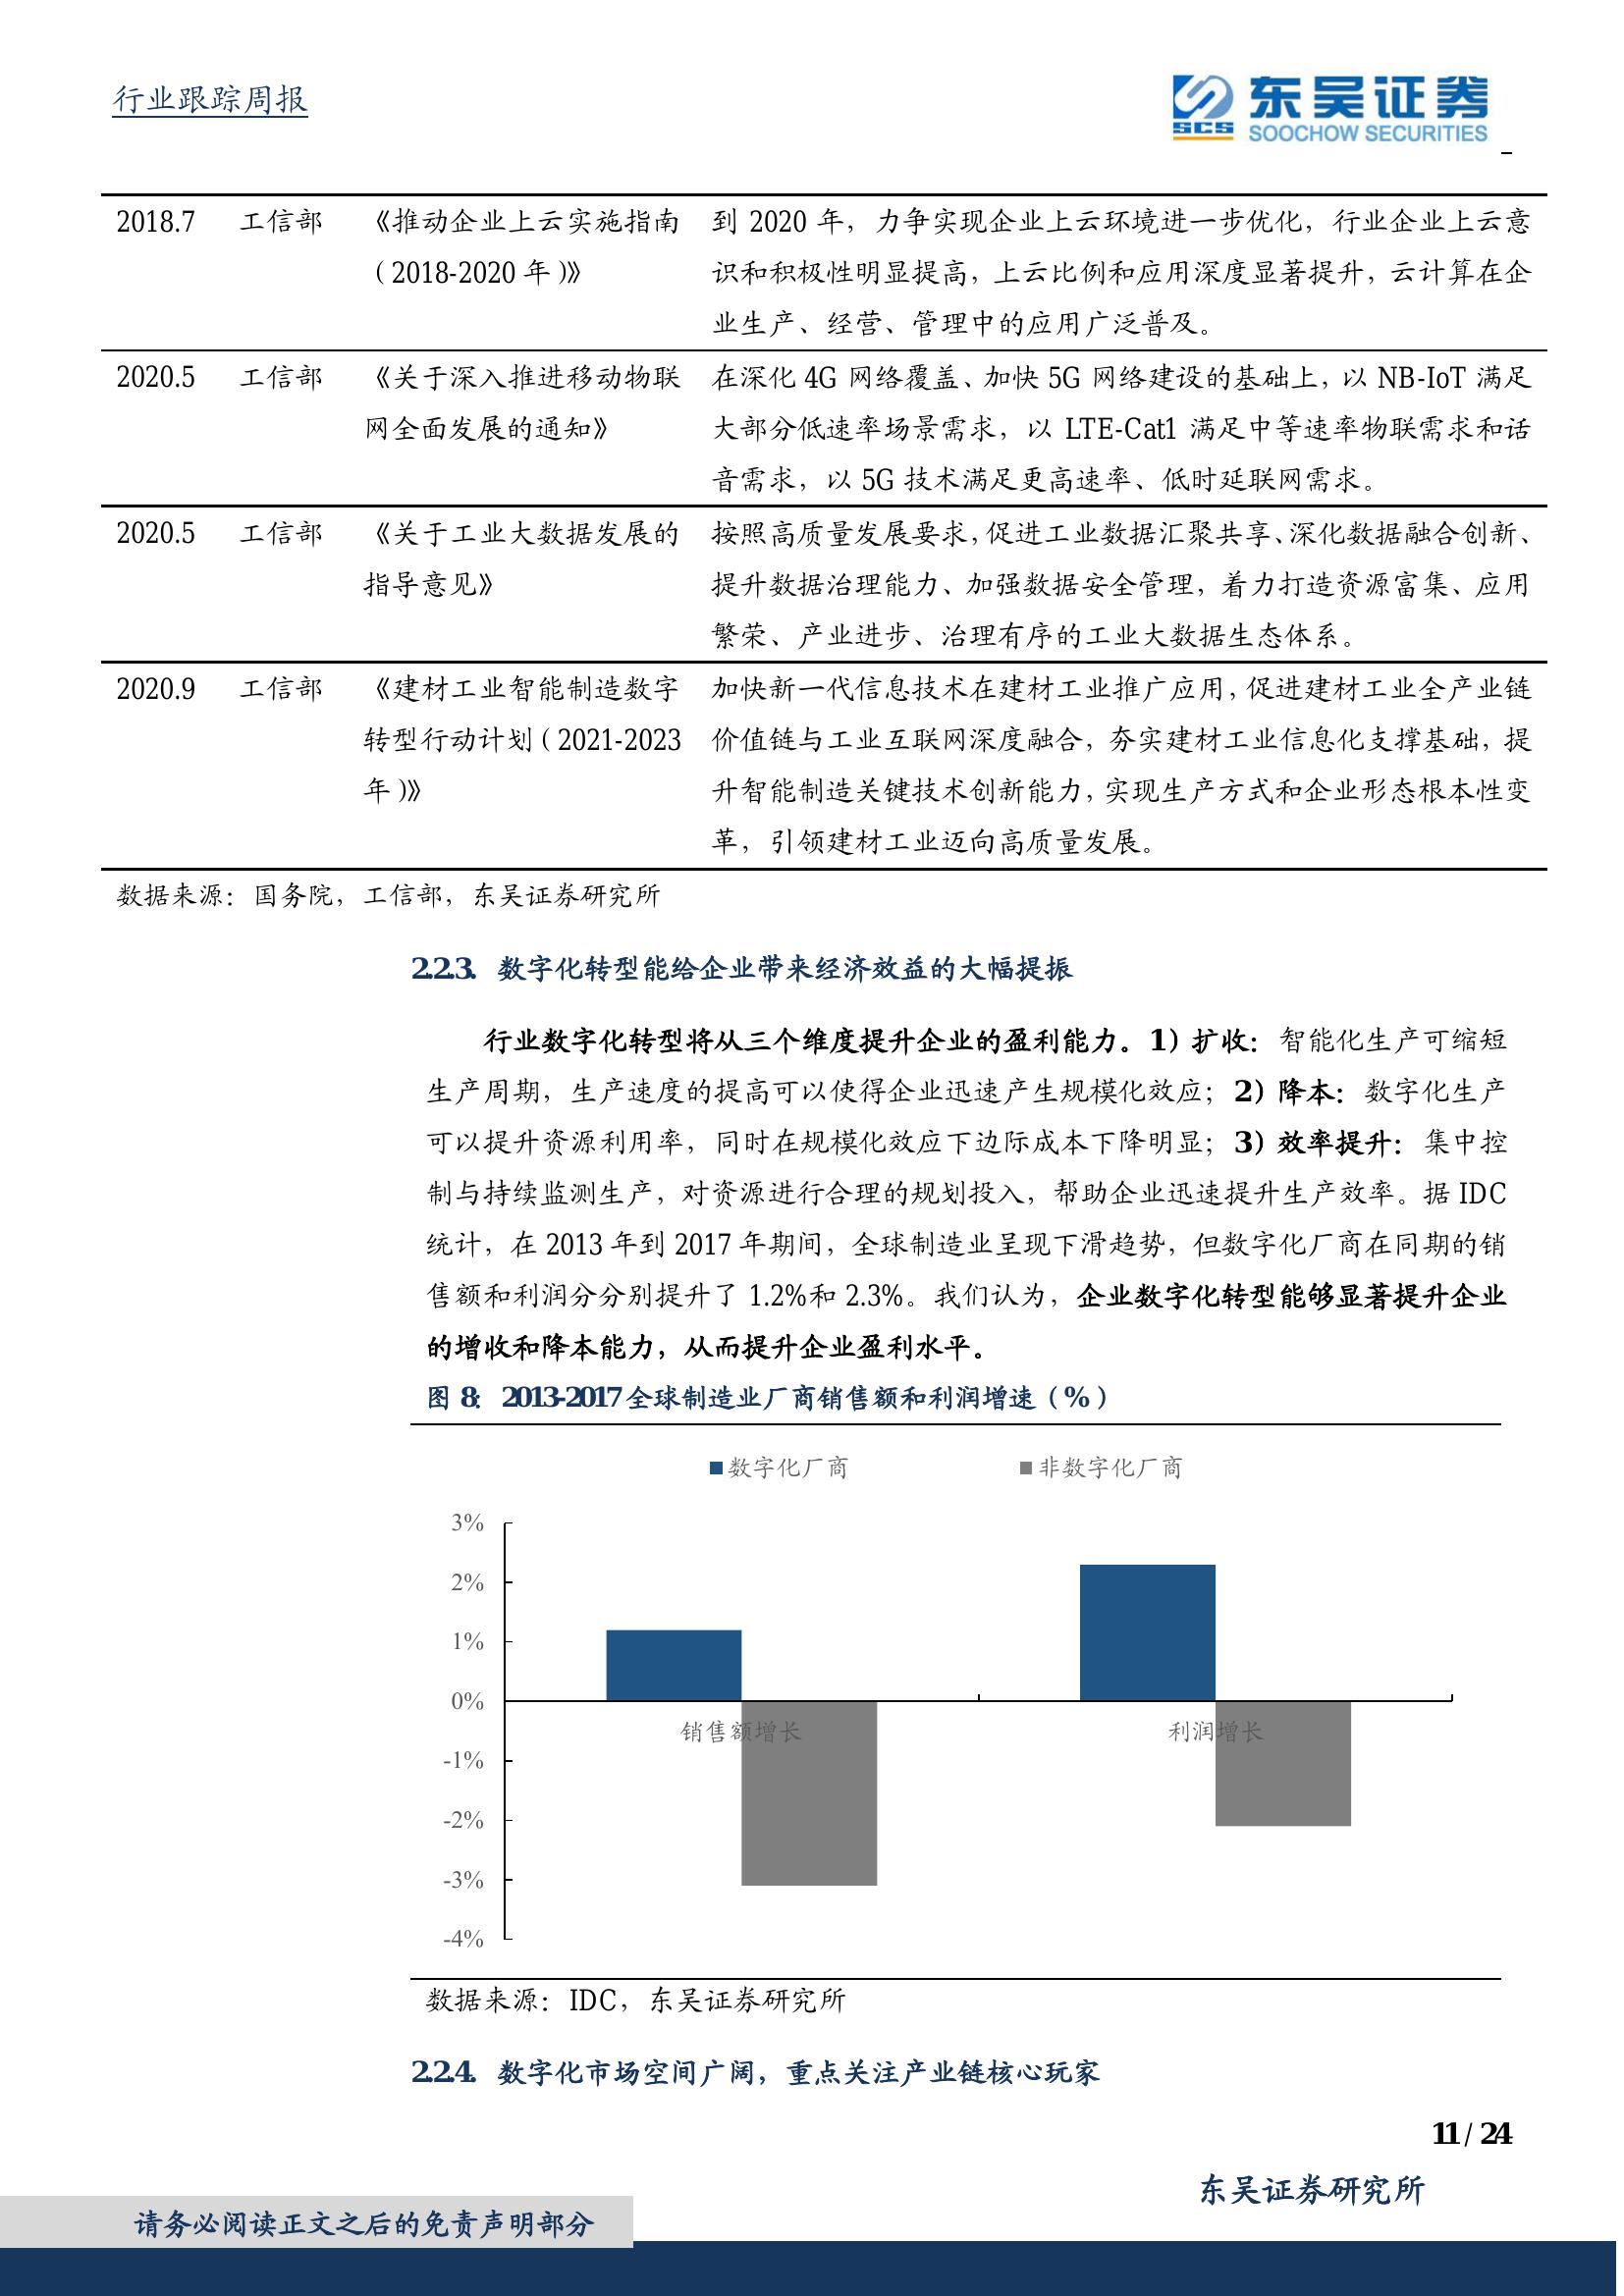 行业跟踪周报
东吴证券
SCS
SOOCHOW SECURITIES
2018.7 工信部 《推动企业上云实施指南 到 2020 年，力争实现企业上云环境进一步优化，行业企业上云意
（2018-2020 年）》 识和积极性明显提高，上云比例和应用深度显著提升，云计算在企
业生产、经营、管理中的应用广泛普及。
2020.5 工信部 《关于深入推进移动物联 在深化 4G 网络覆盖、加快 5G 网络建设的基础上，以 NB-IoT 满足
网全面发展的通知》 大部分低速率场景需求，以 LTE-Cat1 满足中等速率物联需求和话
音需求，以 5G 技术满足更高速率、低时延联网需求。
2020.5 工信部 《关于工业大数据发展的 按照高质量发展要求，促进工业数据汇聚共享、深化数据融合创新、
指导意见》 提升数据治理能力、加强数据安全管理，着力打造资源富集、应用
繁荣、产业进步、治理有序的工业大数据生态体系。
2020.9 工信部 《建材工业智能制造数字 加快新一代信息技术在建材工业推广应用，促进建材工业全产业链
转型行动计划（2021-2023 价值链与工业互联网深度融合，夯实建材工业信息化支撑基础，提
年）》 升智能制造关键技术创新能力，实现生产方式和企业形态根本性变
革，引领建材工业迈向高质量发展。
数据来源：国务院，工信部，东吴证券研究所
2.2.3. 数字化转型能给企业带来经济效益的大幅提振
行业数字化转型将从三个维度提升企业的盈利能力。1）扩收：智能化生产可缩短
生产周期，生产速度的提高可以使得企业迅速产生规模化效应；2）降本：数字化生产
可以提升资源利用率，同时在规模化效应下边际成本下降明显；3）效率提升：集中控
制与持续监测生产，对资源进行合理的规划投入，帮助企业迅速提升生产效率。据 IDC
统计，在 2013 年到 2017 年期间，全球制造业呈现下滑趋势，但数字化厂商在同期的销
售额和利润分分别提升了 1.2%和 2.3%。我们认为，企业数字化转型能够显著提升企业
的增收和降本能力，从而提升企业盈利水平。
图 8： 2013-2017 全球制造业厂商销售额和利润增速（%）
数字化厂商 非数字化厂商
3%
2%
1%
0%
销售额增长 利润增长
-1%
-2%
-3%
-4%
数据来源：IDC，东吴证券研究所
2.2.4. 数字化市场空间广阔，重点关注产业链核心玩家
11 / 24
东吴证券研究所
请务必阅读正文之后的免责声明部分